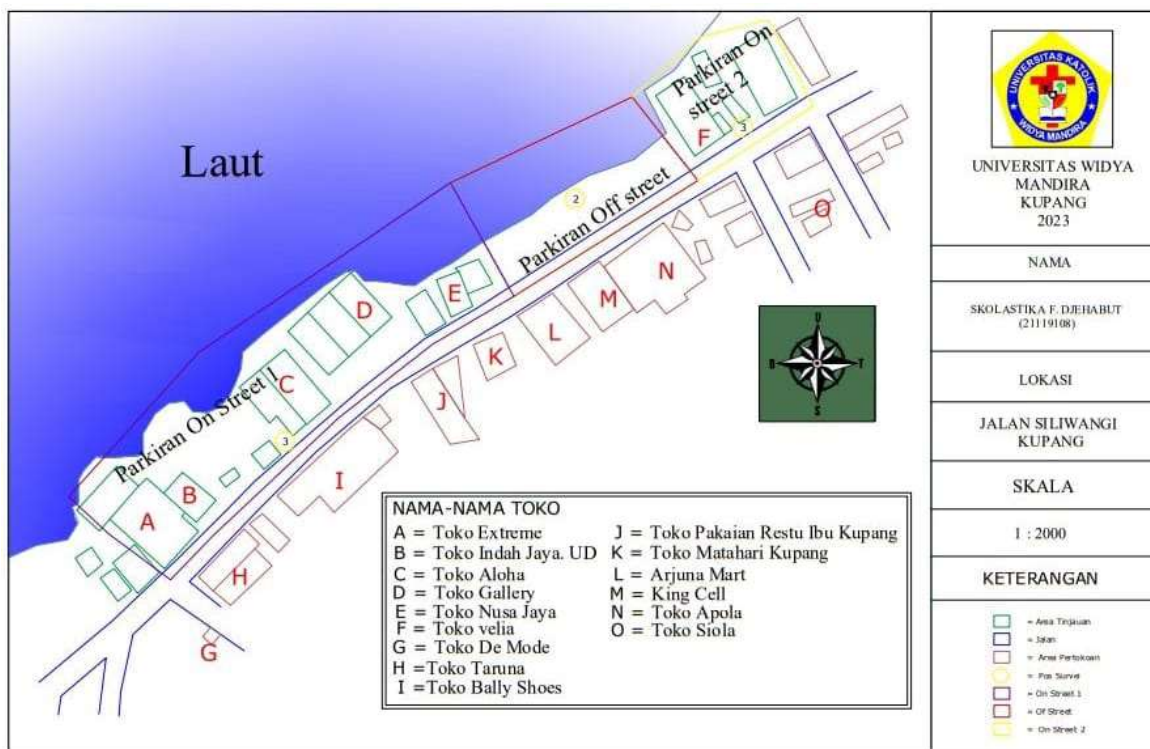 Laut
Parkiran On
street 2
Parkiran Off street
Parkiran On Street 1
A
B
C
D
E
F
G
H
I
J
K
L
M
N
O
3
2
3
U
B
T
S
NAMA-NAMA TOKO
A = Toko Extreme
B = Toko Indah Jaya. UD
C = Toko Aloha
D = Toko Gallery
E = Toko Nusa Jaya
F = Toko velia
G = Toko De Mode
H =Toko Taruna
I =Toko Bally Shoes
J = Toko Pakaian Restu Ibu Kupang
K = Toko Matahari Kupang
L = Arjuna Mart
M = King Cell
N = Toko Apola
O = Toko Siola
UNIVERSITAS KATOLIK
WIDYA MANDIRA
UNIVERSITAS WIDYA
MANDIRA
KUPANG
2023
NAMA
SKOLASTIKA F. DJEHABUT
(21119108)
LOKASI
JALAN SILIWANGI
KUPANG
SKALA
1 : 2000
KETERANGAN
= Area Tinjauan
= Jalan
= Area Pertokoan
= Pos Survei
= On Street 1
= Of Street
= On Street 2